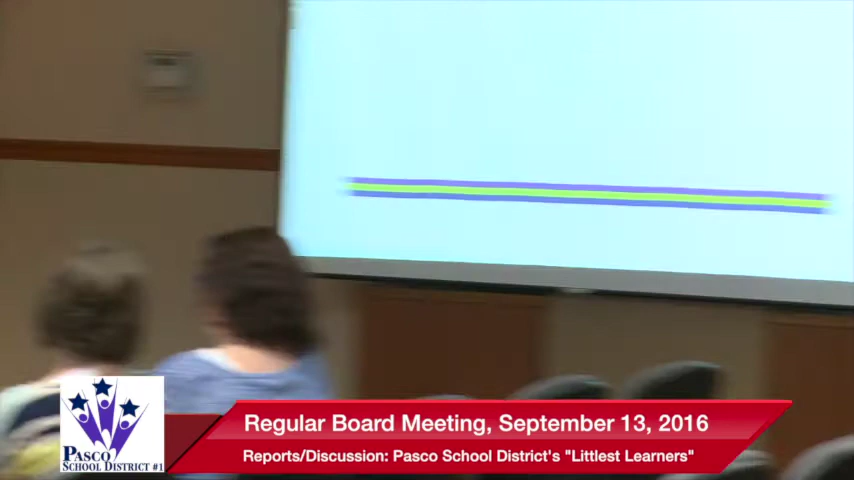 Regular Board Meeting, September 13, 2016
Reports/Discussion: Pasco School District's "Littlest Learners"
PASCO
SCHOOL DISTRICT #1